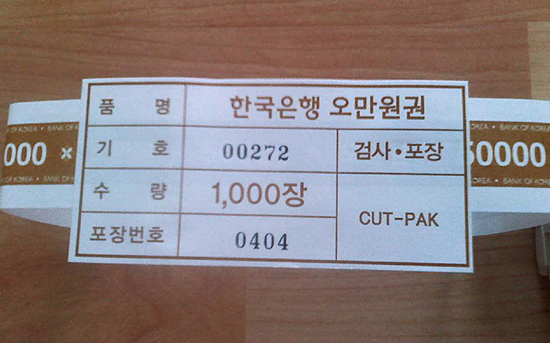 품 명 한국은행 오만원권
기 호 00272 검사·포장
수 량 1,000장
CUT-PAK
포장번호 0404
000 ×
50000
BANK OF KOREA